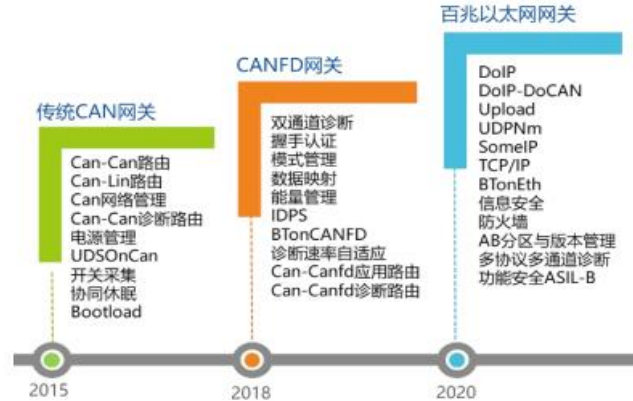 传统CAN网关
Can-Can路由
Can-Lin路由
Can网络管理
Can-Can诊断路由
电源管理
UDSOnCan
开关采集
协同休眠
Bootload
2015
CANFD网关
双通道诊断
握手认证
模式管理
数据映射
能量管理
IDPS
BTonCANFD
诊断速率自适应
Can-Canfd应用路由
Can-Canfd诊断路由
2018
百兆以太网网关
DoIP
DoIP-DoCAN
Upload
UDPNm
SomeIP
TCP/IP
BTonEth
信息安全
防火墙
AB分区与版本管理
多协议多通道诊断
功能安全ASIL-B
2020